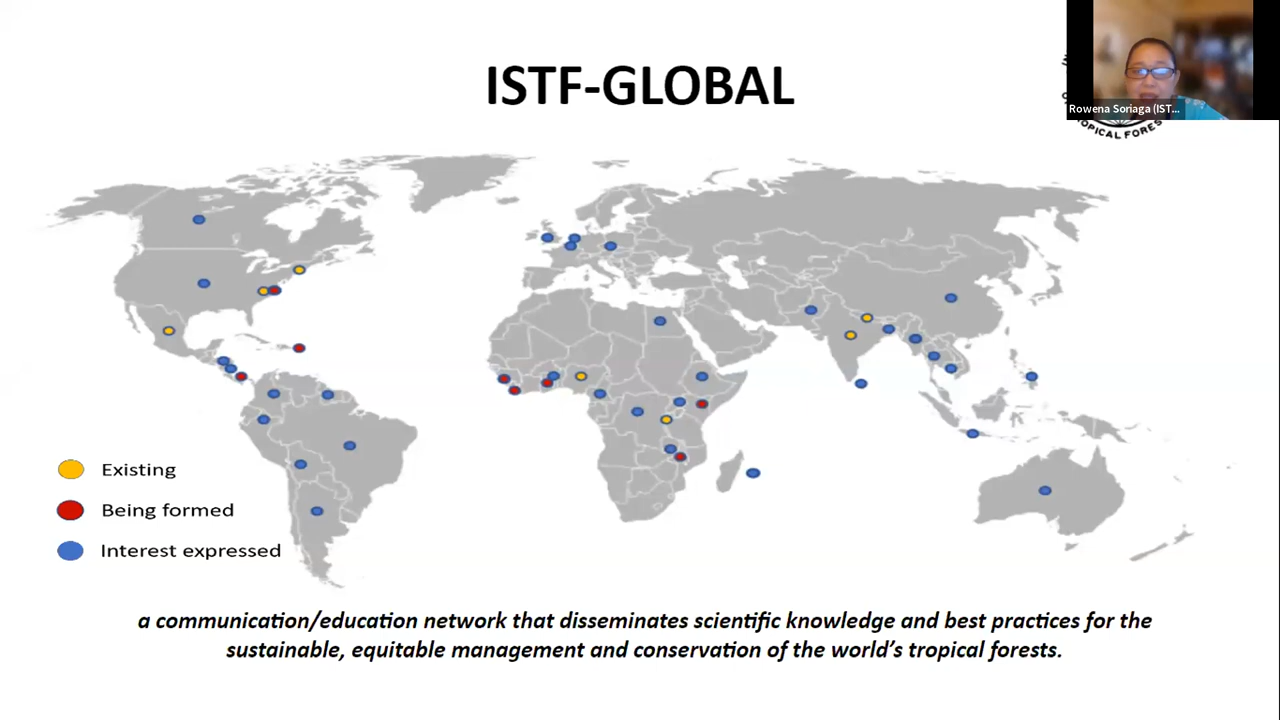 ISTF-GLOBAL
Rowena Soriaga (IST...
OPICAL FORES
Existing
Being formed
Interest expressed
a communication/education network that disseminates scientific knowledge and best practices for the
sustainable, equitable management and conservation of the world's tropical forests.